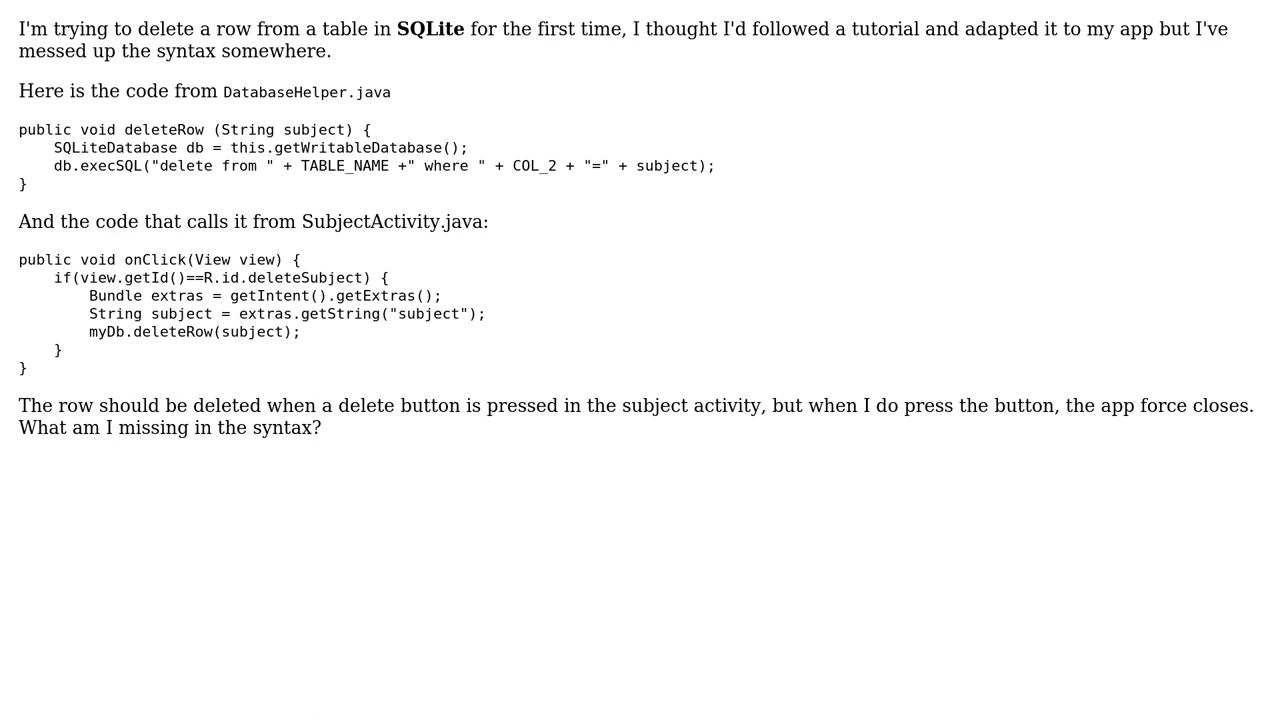 I'm trying to delete a row from a table in SQLite for the first time, I thought I'd followed a tutorial and adapted it to my app but I've
messed up the syntax somewhere.
Here is the code from DatabaseHelper.java
public void deleteRow (String subject) {
    SQLiteDatabase db = this.getWritableDatabase();
    db.execSQL("delete from " + TABLE_NAME +" where " + COL_2 + "=" + subject);
}
And the code that calls it from SubjectActivity.java:
public void onClick(View view) {
    if(view.getId()==R.id.deleteSubject) {
        Bundle extras = getIntent().getExtras();
        String subject = extras.getString("subject");
        myDb.deleteRow(subject);
    }
}
The row should be deleted when a delete button is pressed in the subject activity, but when I do press the button, the app force closes.
What am I missing in the syntax?